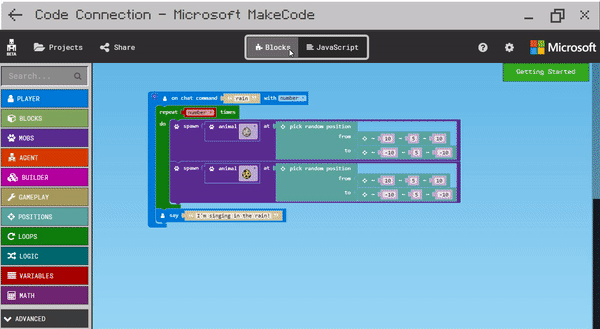 Code Connection - Microsoft MakeCode
BETA
Projects
Share
Blocks
JavaScript
Microsoft
Search...
Getting Started
PLAYER
BLOCKS
MOBS
AGENT
BUILDER
GAMEPLAY
POSITIONS
LOOPS
LOGIC
VARIABLES
MATH
ADVANCED
on chat command " rain " with number
repeat number times
do spawn animal at pick random position
from ~ 10 ~ 5 ~ 10
to ~ -10 ~ 5 ~ -10
spawn animal at pick random position
from ~ 10 ~ 5 ~ 10
to ~ -10 ~ 5 ~ -10
say " I'm singing in the rain! "